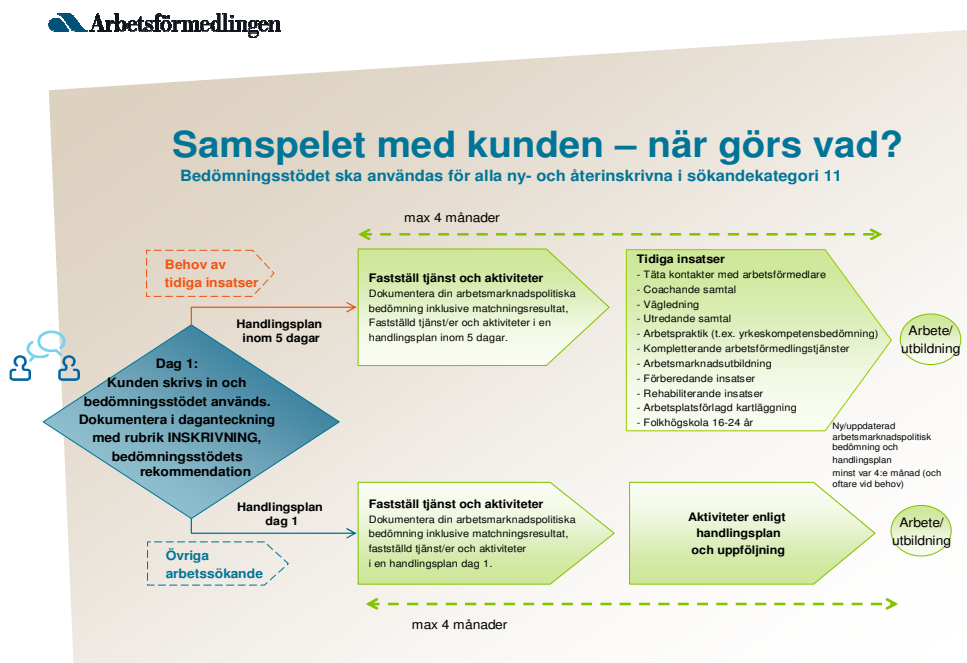 Arbetsförmedlingen
Samspelet med kunden – när görs vad?
Bedömningsstödet ska användas för alla ny- och återinskrivna i sökandekategori 11
max 4 månader
Behov av
tidiga insatser
Handlingsplan
inom 5 dagar
Fastställ tjänst och aktiviteter
Dokumentera din arbetsmarknadspolitiska
bedömning inklusive matchningsresultat,
Fastställd tjänst/er och aktiviteter i en
handlingsplan inom 5 dagar.
Tidiga insatser
- Täta kontakter med arbetsförmedlare
- Coachande samtal
- Vägledning
- Utredande samtal
- Arbetspraktik (t.ex. yrkeskompetensbedömning)
- Kompletterande arbetsförmedlingstjänster
- Arbetsmarknadsutbildning
- Förberedande insatser
- Rehabiliterande insatser
- Arbetsplatsförlagd kartläggning
- Folkhögskola 16-24 år
Arbete/
utbildning
Dag 1:
Kunden skrivs in och
bedömningsstödet används.
Dokumentera i daganteckning
med rubrik INSKRIVNING,
bedömningsstödets
rekommendation
Ny/uppdaterad
arbetsmarknadspolitisk
bedömning och
handlingsplan
minst var 4:e månad (och
oftare vid behov)
Handlingsplan
dag 1
Övriga
arbetssökande
Fastställ tjänst och aktiviteter
Dokumentera din arbetsmarknadspolitiska
bedömning inklusive matchningsresultat,
fastställd tjänst/er och aktiviteter
i en handlingsplan dag 1.
Aktiviteter enligt
handlingsplan
och uppföljning
Arbete/
utbildning
max 4 månader